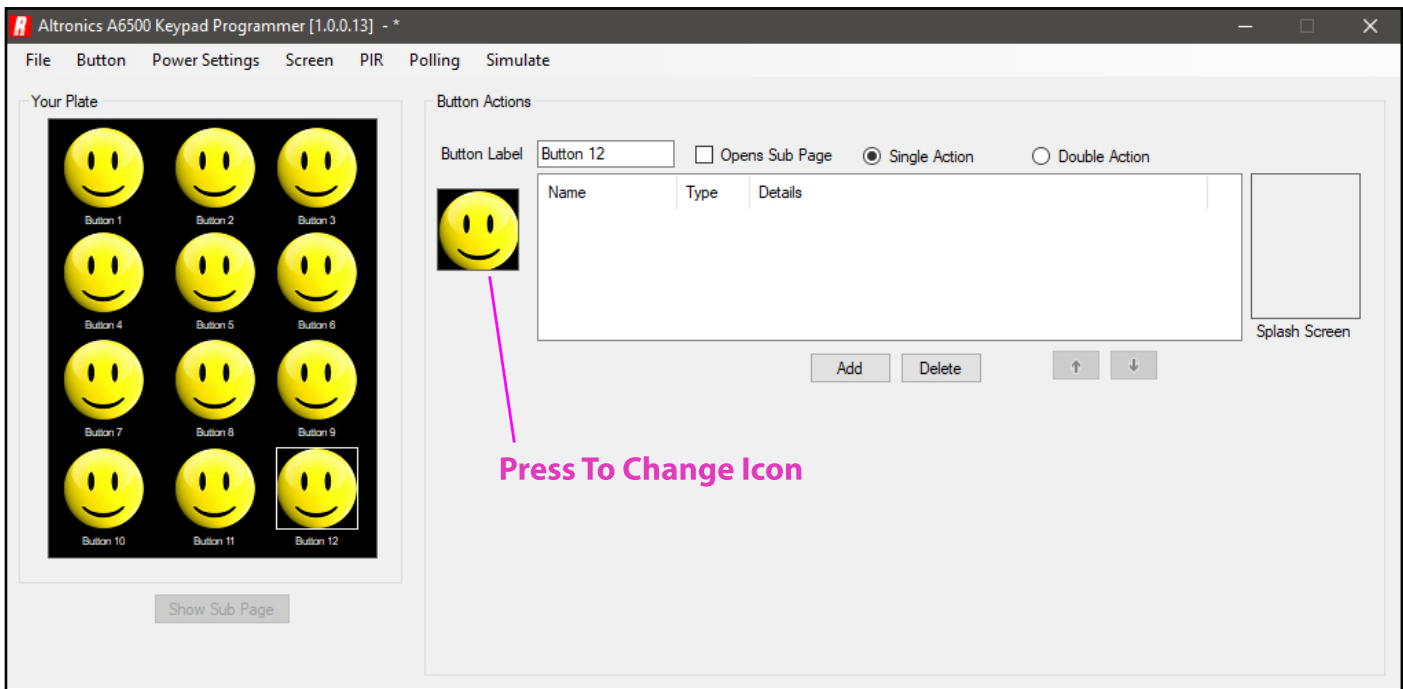 Altronics A6500 Keypad Programmer [1.0.0.13] - *
File Button Power Settings Screen PIR Polling Simulate
Your Plate
Button 1 Button 2 Button 3
Button 4 Button 5 Button 6
Button 7 Button 8 Button 9
Button 10 Button 11 Button 12
Show Sub Page
Button Actions
Button Label Button 12 Opens Sub Page Single Action Double Action
Name Type Details
Splash Screen
Add Delete
Press To Change Icon